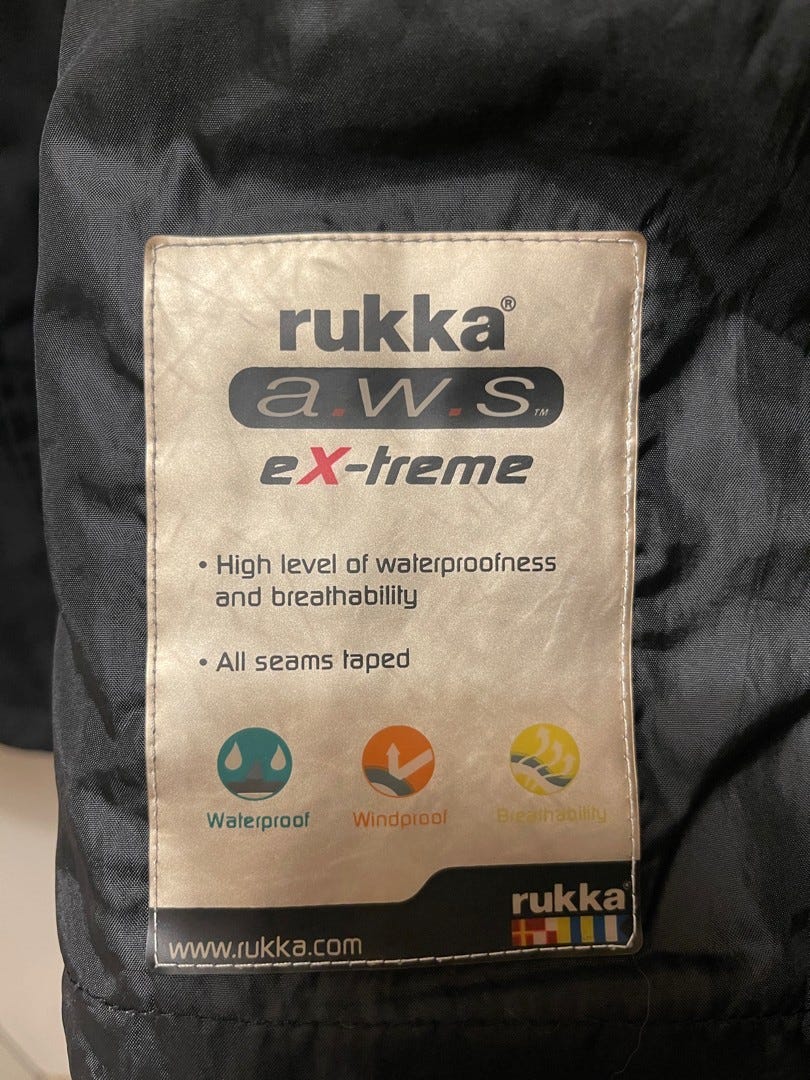 rukka®
a.w.s™
eX-treme
• High level of waterproofness
and breathability
• All seams taped
Waterproof Windproof Breathability
rukka®
www.rukka.com